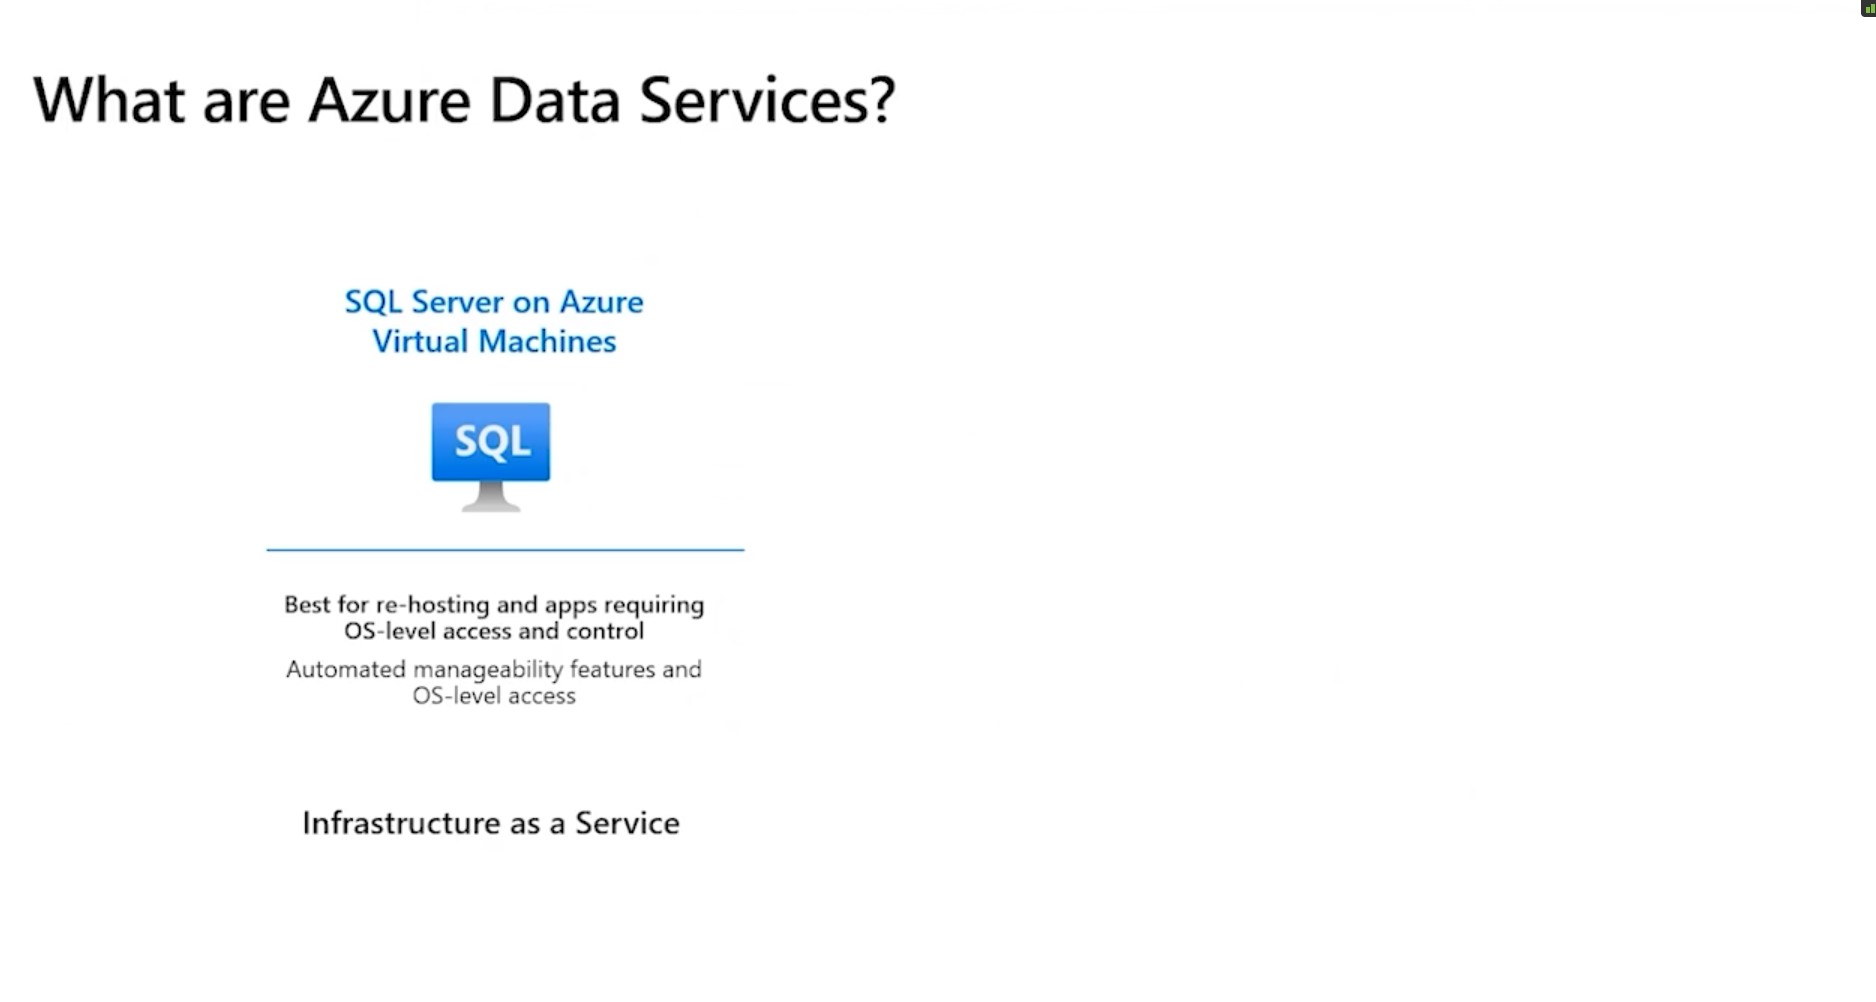 What are Azure Data Services?
SQL Server on Azure
Virtual Machines
SQL
Best for re-hosting and apps requiring
OS-level access and control
Automated manageability features and
OS-level access
Infrastructure as a Service